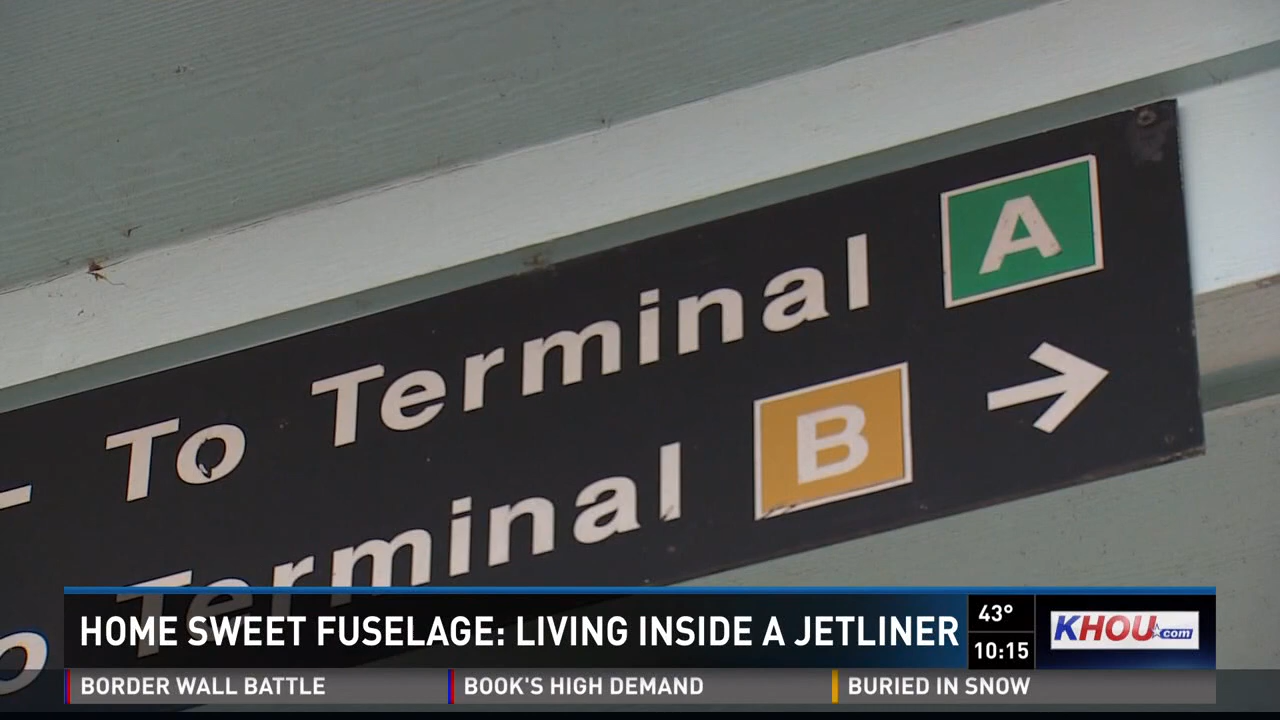 To Terminal A
To Terminal B
HOME SWEET FUSELAGE: LIVING INSIDE A JETLINER
43°
10:15
KHOU.com
BORDER WALL BATTLE
BOOK'S HIGH DEMAND
BURIED IN SNOW